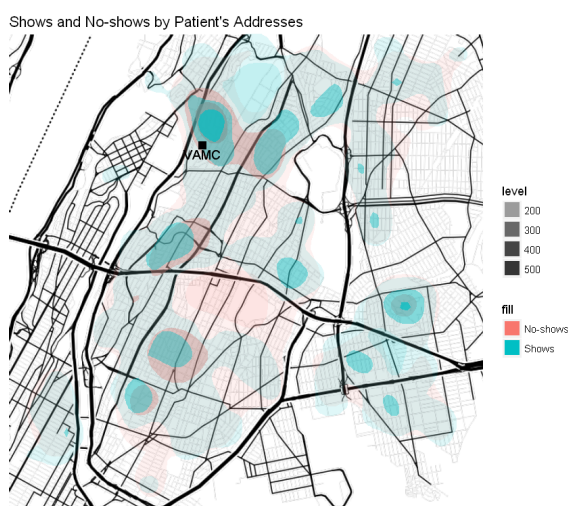 Shows and No-shows by Patient's Addresses
VAMC
level
200
300
400
500
fill
No-shows
Shows